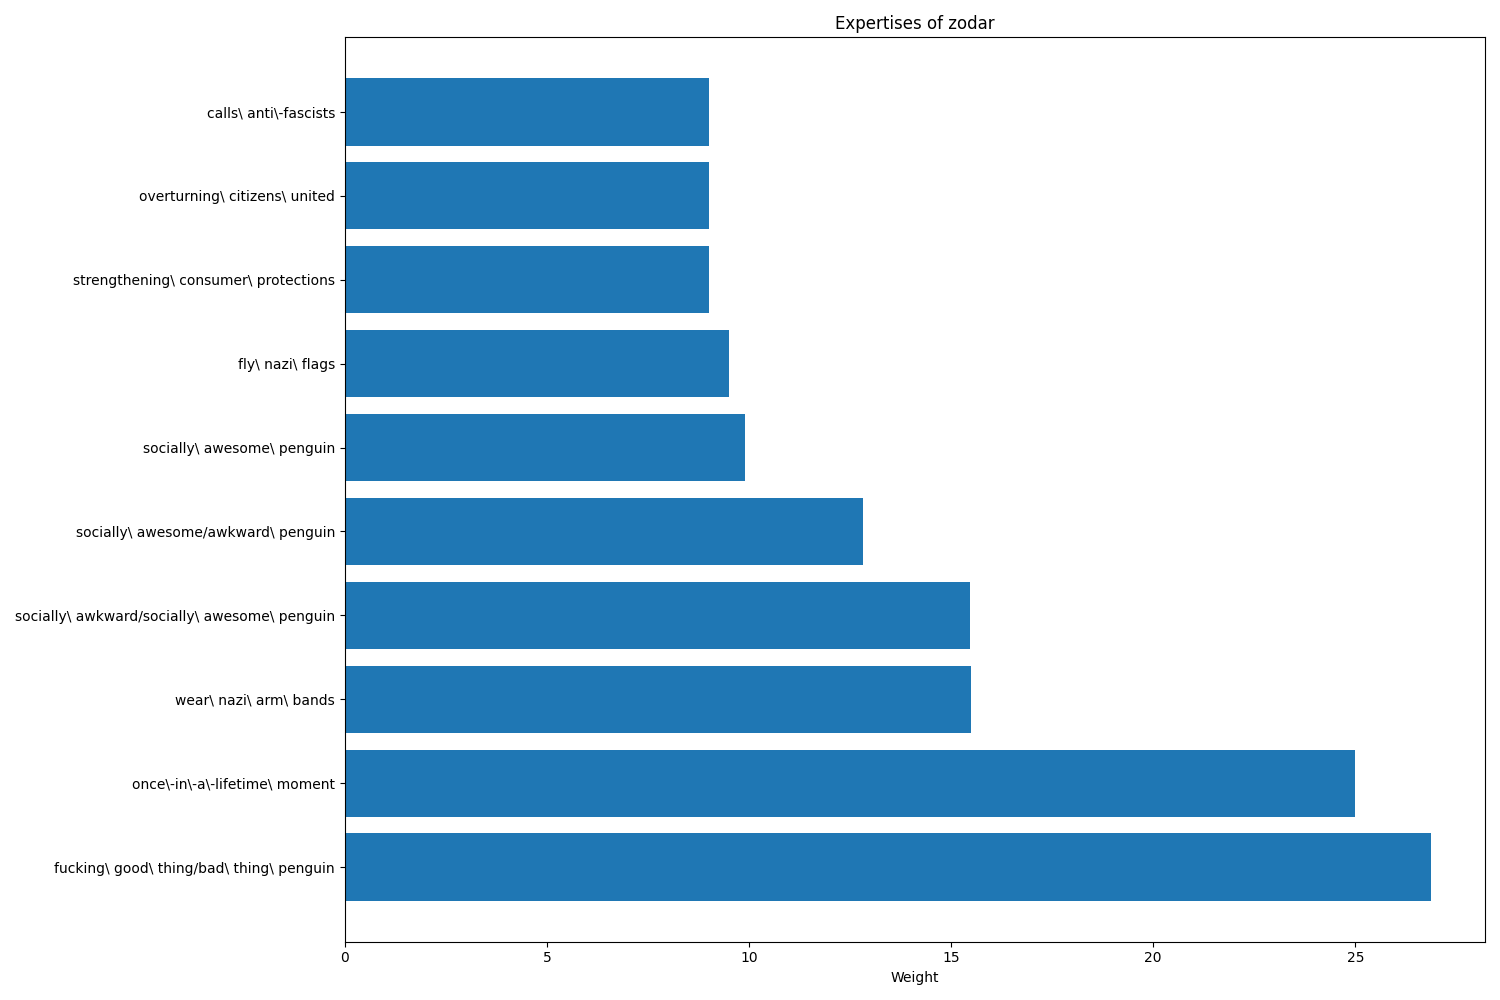 Expertises of zodar
calls\ anti\-fascists
overturning\ citizens\ united
strengthening\ consumer\ protections
fly\ nazi\ flags
socially\ awesome\ penguin
socially\ awesome/awkward\ penguin
socially\ awkward/socially\ awesome\ penguin
wear\ nazi\ arm\ bands
once\-in\-a\-lifetime\ moment
fucking\ good\ thing/bad\ thing\ penguin
0 5 10 15 20 25
Weight